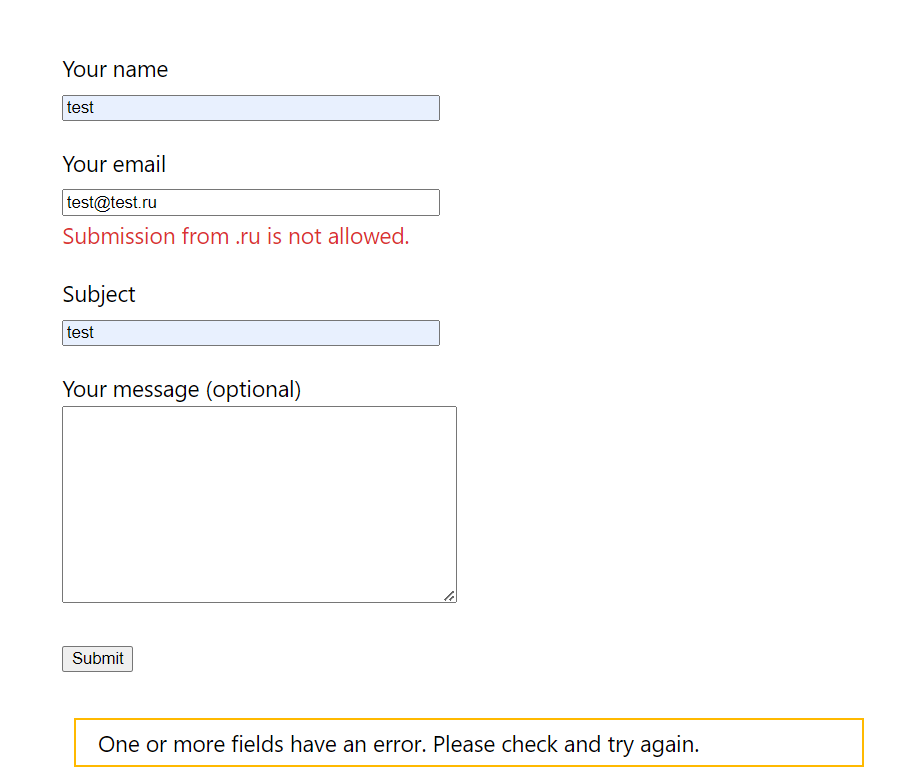 Your name
test
Your email
test@test.ru
Submission from .ru is not allowed.
Subject
test
Your message (optional)
Submit
One or more fields have an error. Please check and try again.